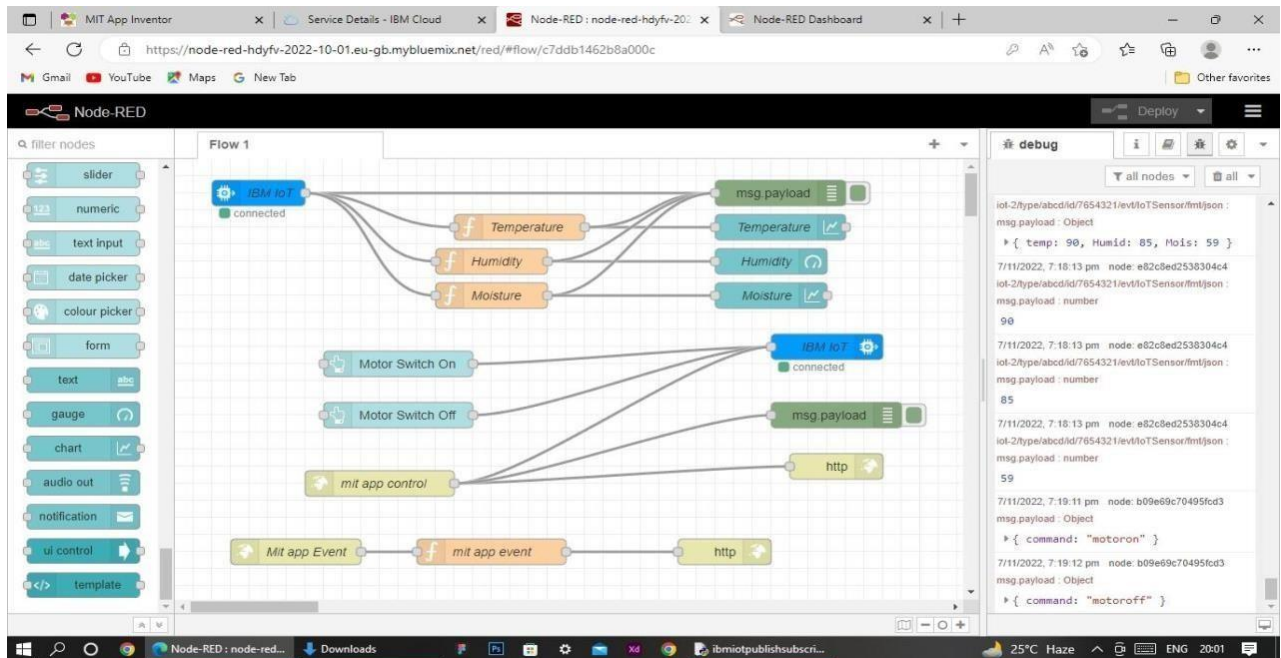 MIT App Inventor
Service Details - IBM Cloud
Node-RED : node-red-hdyfv-202
Node-RED Dashboard
https://node-red-hdyfv-2022-10-01.eu-gb.mybluemix.net/red/#flow/c7ddb1462b8a000c
Gmail YouTube Maps New Tab Other favorites
Node-RED Deploy
filter nodes
slider
numeric
text input
date picker
colour picker
form
text
gauge
chart
audio out
notification
ui control
template
Flow 1
IBM IoT
connected
Temperature
Humidity
Moisture
msg.payload
Temperature
Humidity
Moisture
Motor Switch On
Motor Switch Off
mit app control
IBM IoT
connected
msg.payload
http
Mit app Event
mit app event
http
debug
all nodes all
iot-2/type/abcd/id/7654321/evt/IoTSensor/fmt/json :
msg.payload : Object
{ temp: 90, Humid: 85, Mois: 59 }
7/11/2022, 7:18:13 pm node: e82c8ed2538304c4
iot-2/type/abcd/id/7654321/evt/IoTSensor/fmt/json :
msg.payload : number
90
7/11/2022, 7:18:13 pm node: e82c8ed2538304c4
iot-2/type/abcd/id/7654321/evt/IoTSensor/fmt/json :
msg.payload : number
85
7/11/2022, 7:18:13 pm node: e82c8ed2538304c4
iot-2/type/abcd/id/7654321/evt/IoTSensor/fmt/json :
msg.payload : number
59
7/11/2022, 7:19:11 pm node: b09e69c70495fcd3
msg.payload : Object
{ command: "motoron" }
7/11/2022, 7:19:12 pm node: b09e69c70495fcd3
msg.payload : Object
{ command: "motoroff" }
Node-RED : node-red... Downloads ibmiotpublishsubscri... 25°C Haze ENG 20:01